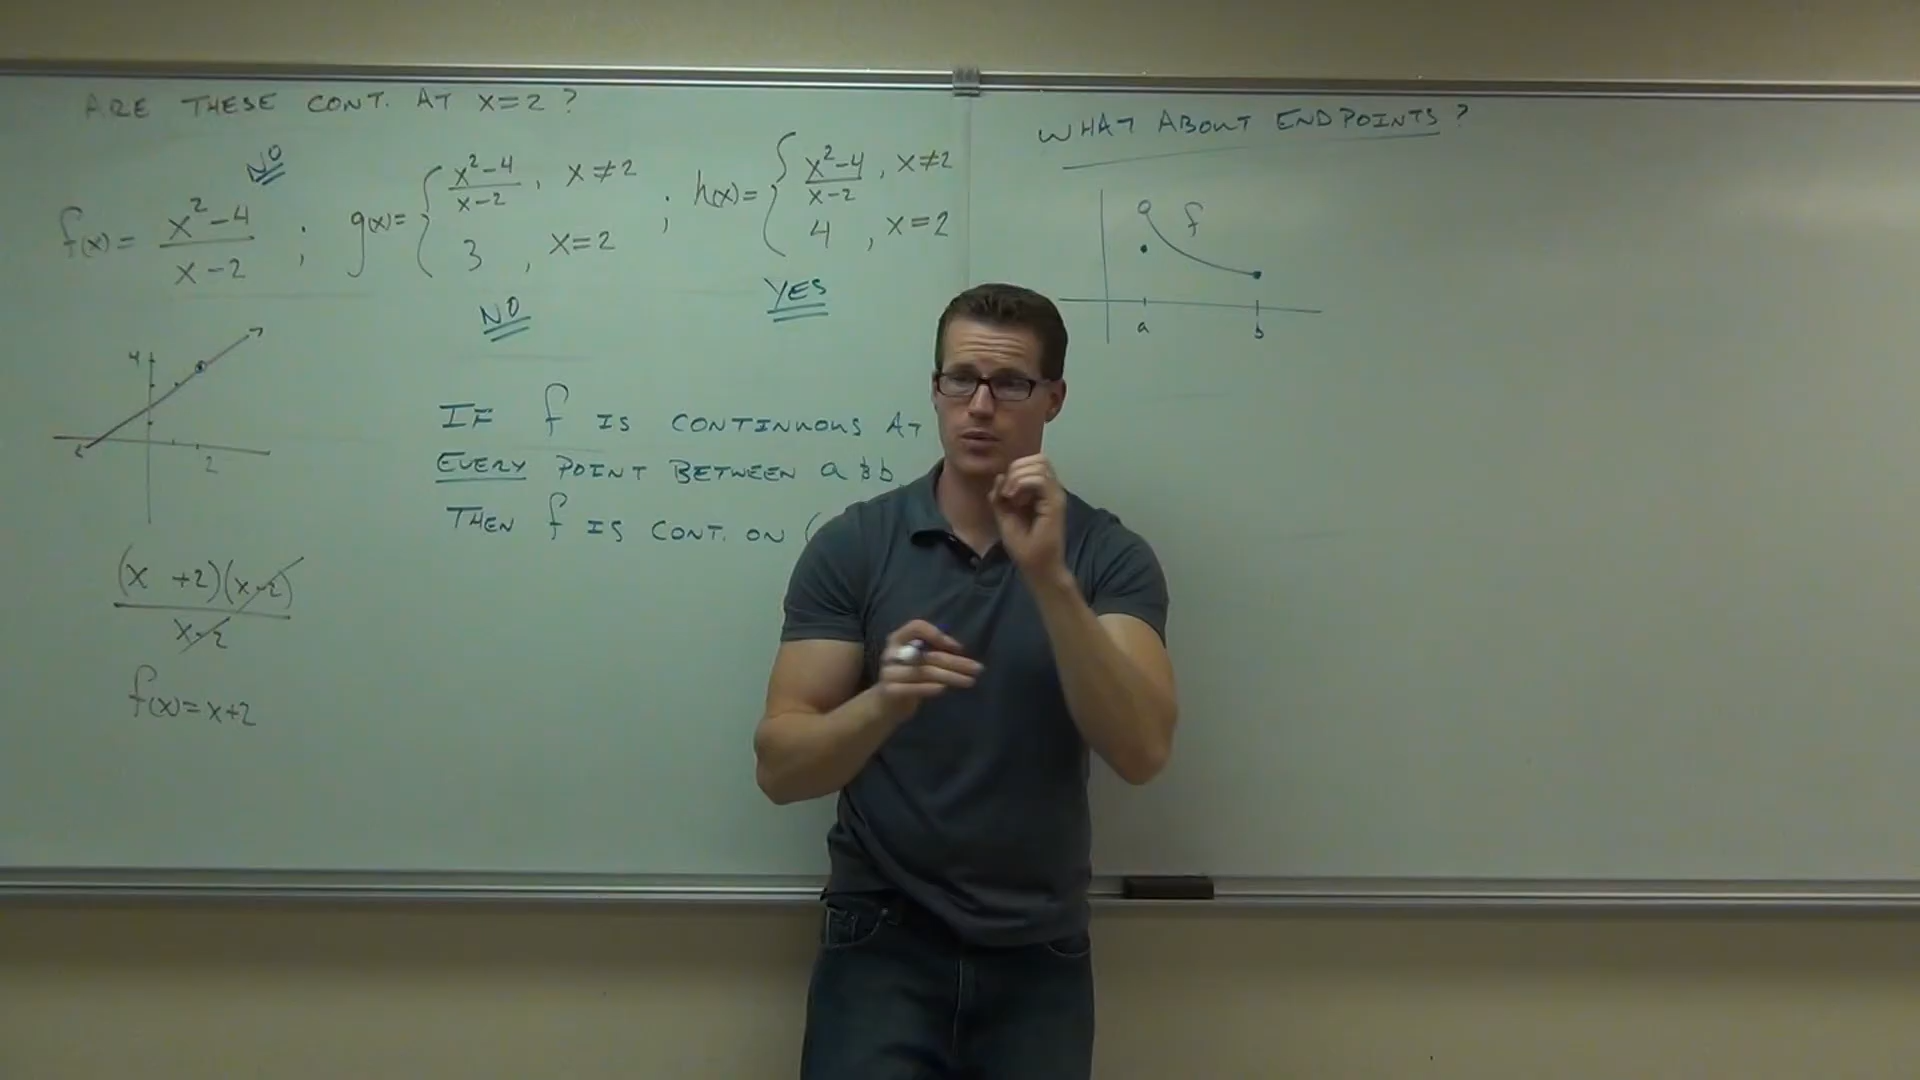 ARE THESE CONT. AT X=2?
NO
f(x) = x²-4 / x-2 ; g(x) = { x²-4 / x-2 , x≠2 ; h(x) = { x²-4 / x-2 , x≠2
3 , x=2
4 , x=2
NO
YES
4
2
(x +2)(x-2)
x-2
f(x)=x+2
IF f IS CONTINUOUS AT
EVERY POINT BETWEEN a & b,
THEN f IS CONT. ON (
WHAT ABOUT ENDPOINTS?
f
a
b